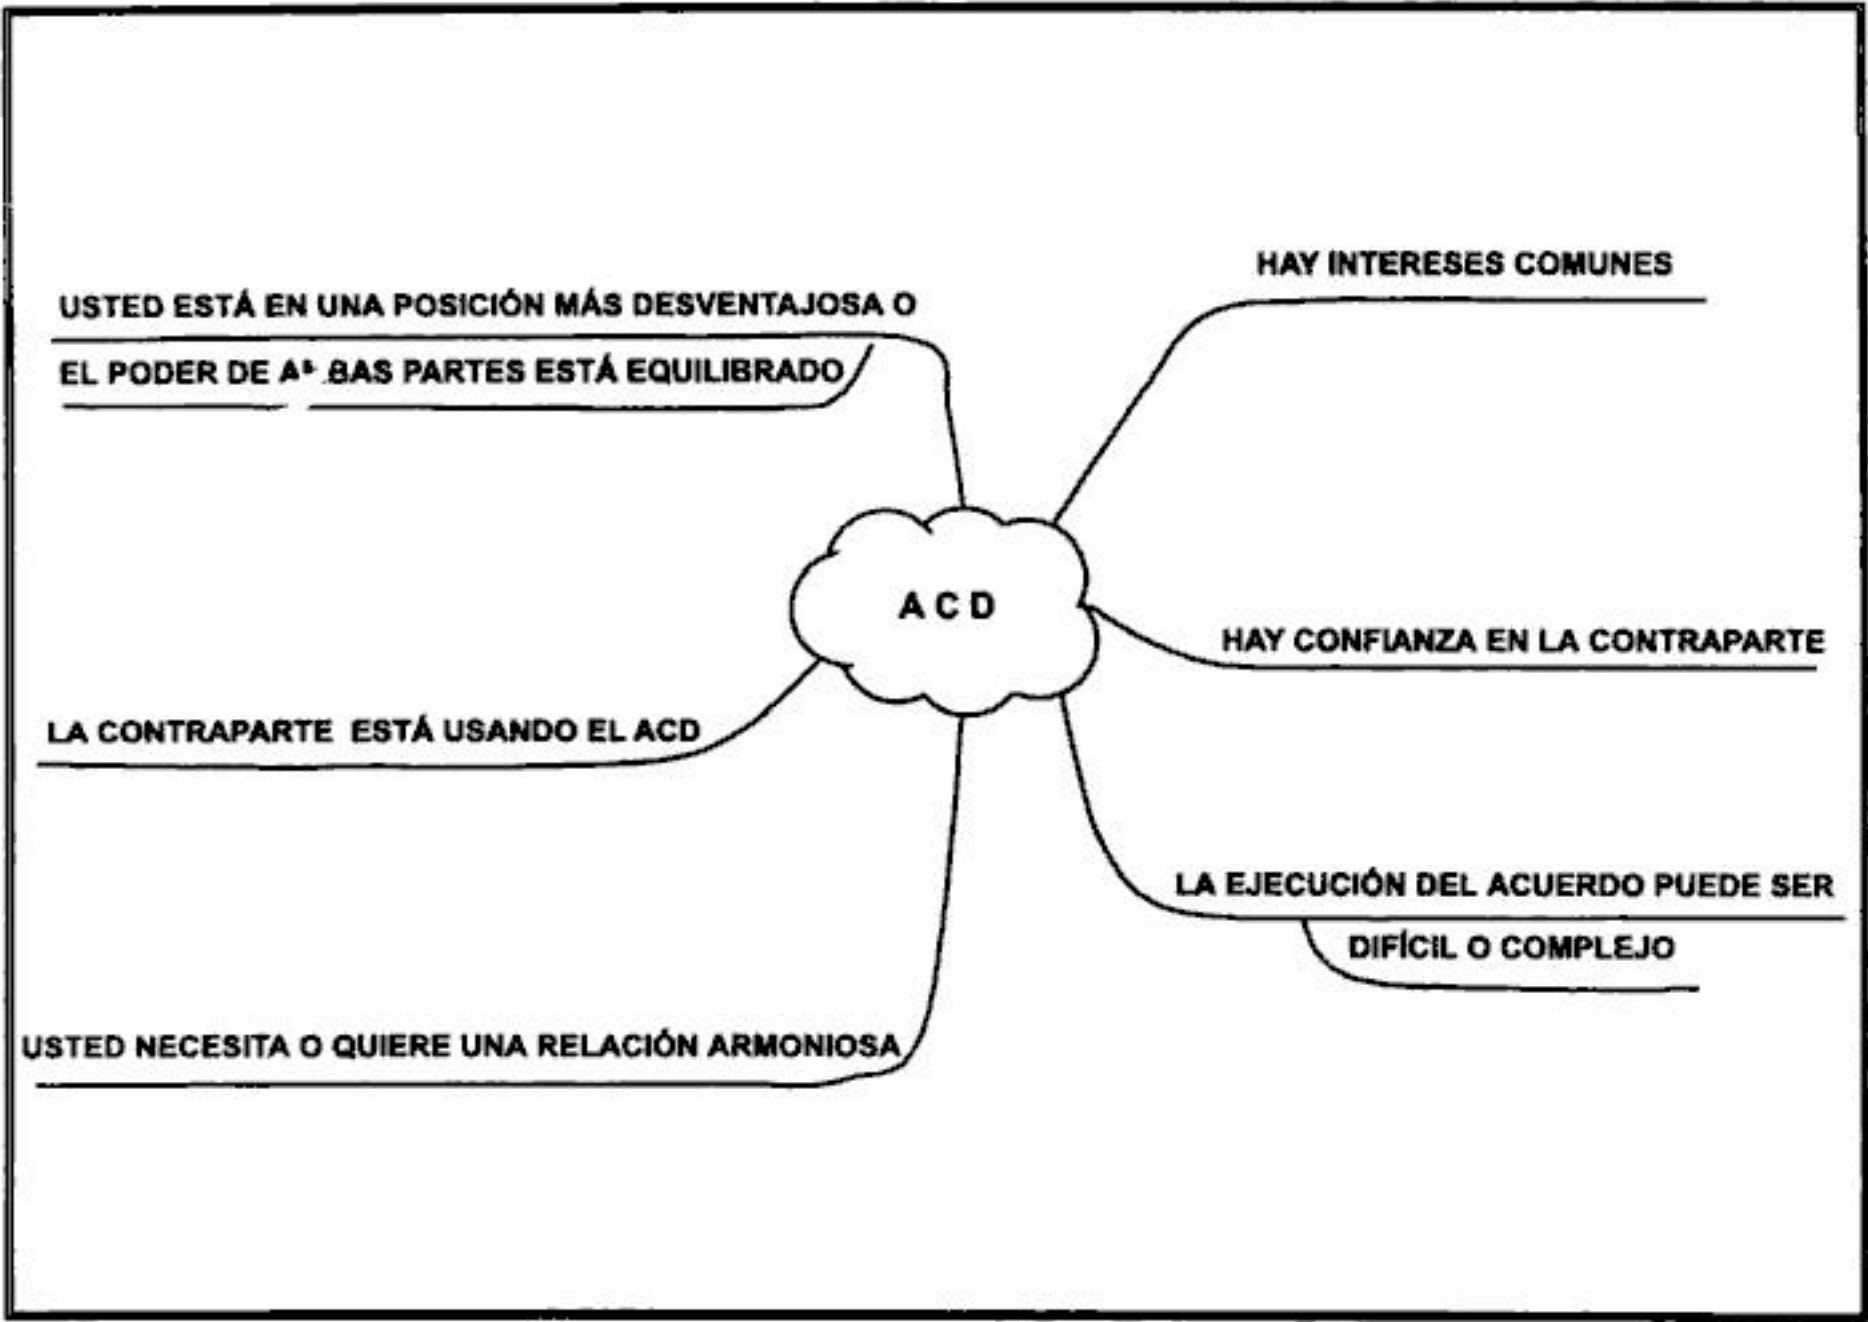 HAY INTERESES COMUNES
USTED ESTÁ EN UNA POSICIÓN MÁS DESVENTAJOSA O
EL PODER DE BAS PARTES ESTÁ EQUILIBRADO
A C D
HAY CONFIANZA EN LA CONTRAPARTE
LA CONTRAPARTE ESTÁ USANDO EL ACD
LA EJECUCIÓN DEL ACUERDO PUEDE SER
DIFÍCIL O COMPLEJO
USTED NECESITA O QUIERE UNA RELACIÓN ARMONIOSA